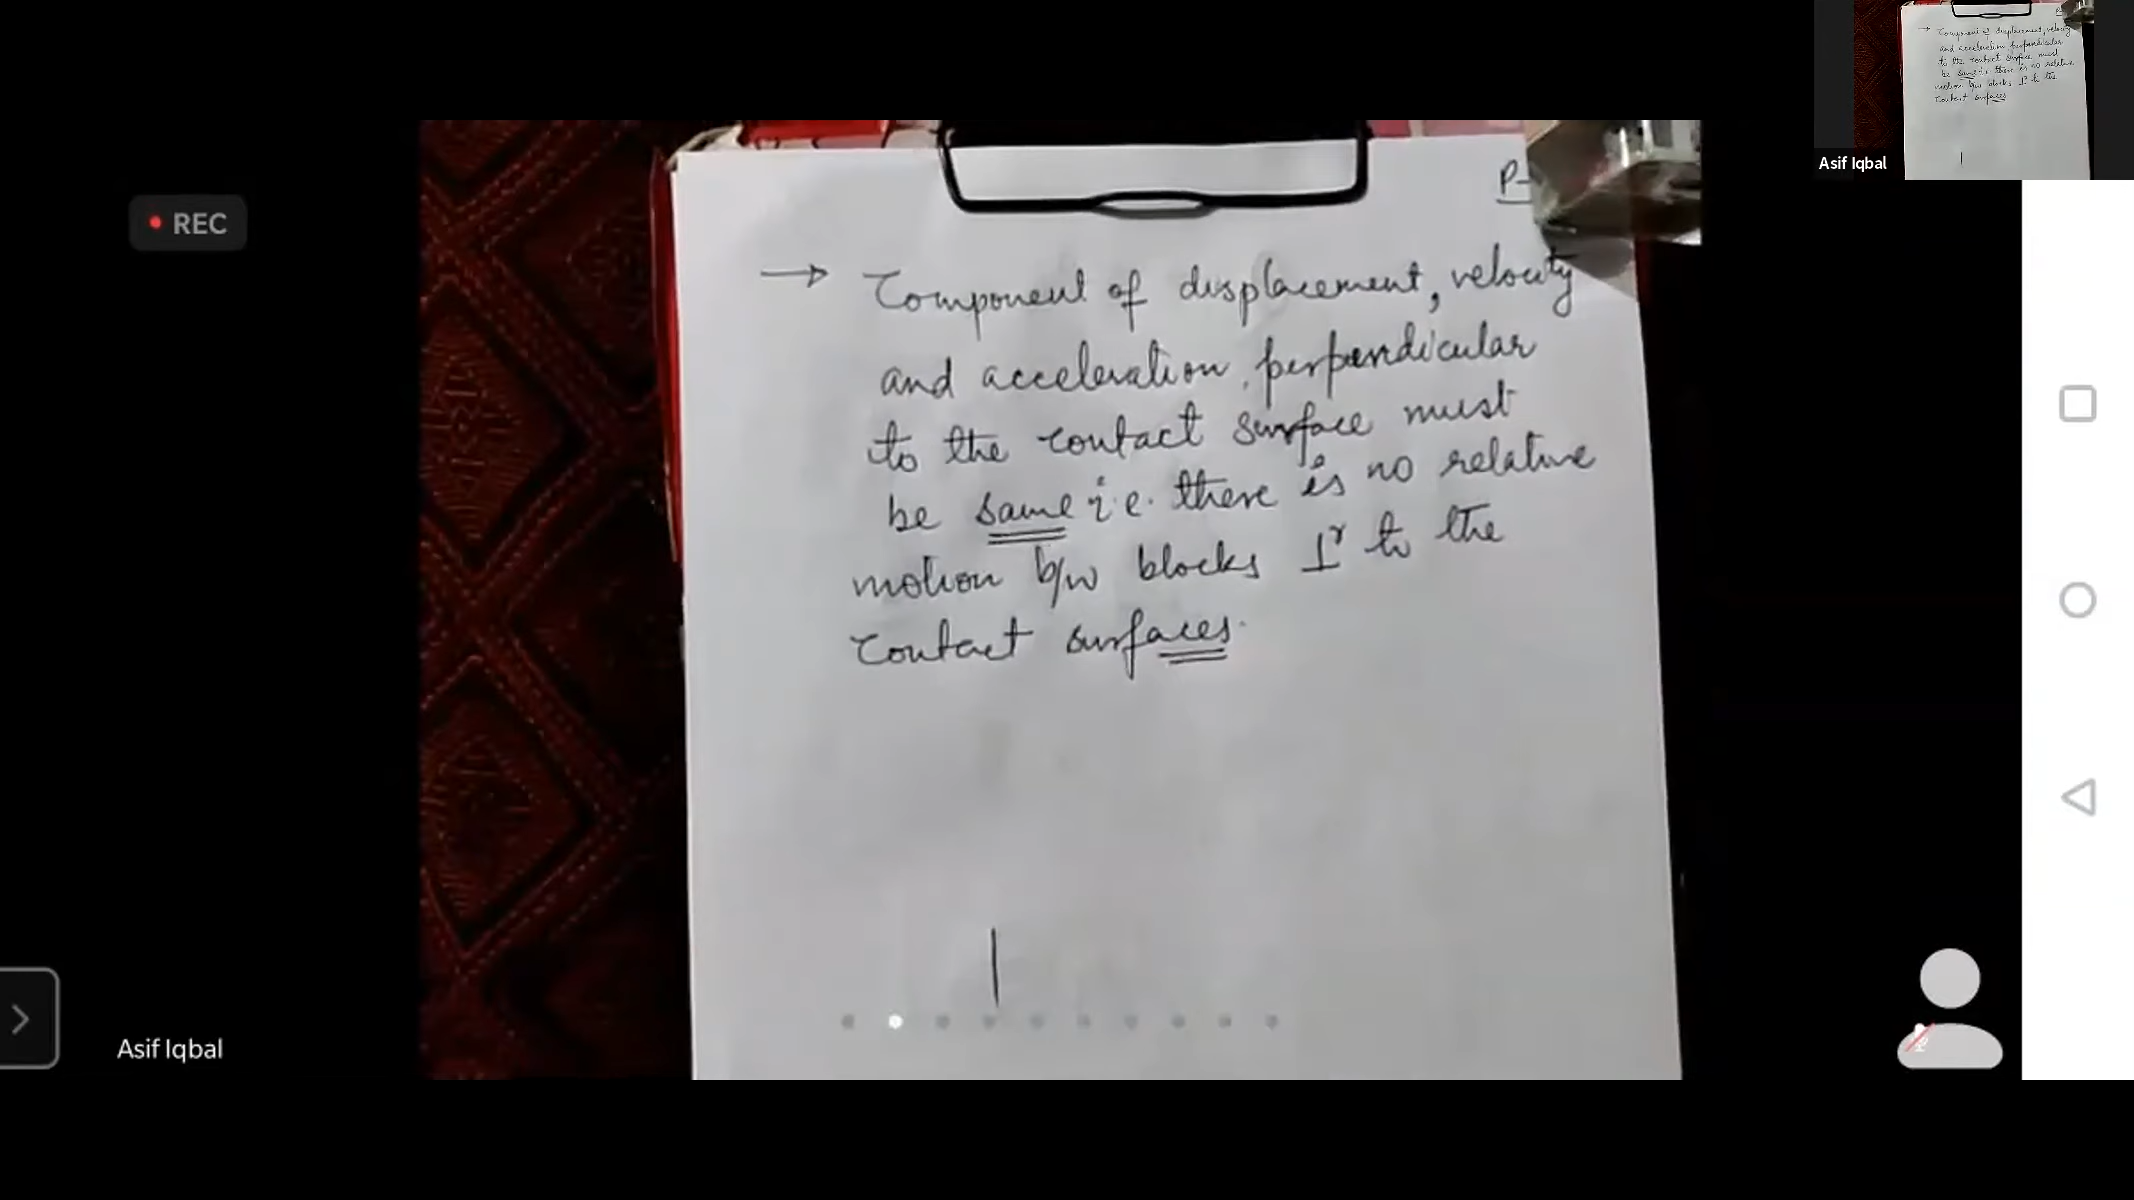 Asif Iqbal
REC
P-
→ Component of displacement, velocity
and acceleration, perpendicular
to the contact surface must
be same i.e. there is no relative
motion b/w blocks ⊥r to the
contact surfaces.
Asif Iqbal